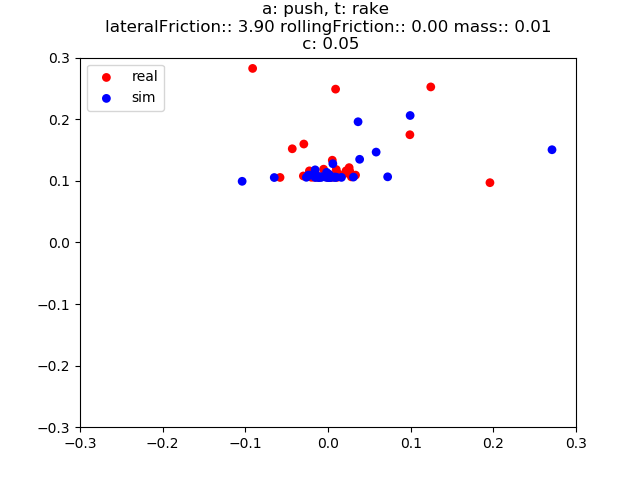 a: push, t: rake
lateralFriction:: 3.90 rollingFriction:: 0.00 mass:: 0.01
c: 0.05
real
sim
0.3
0.2
0.1
0.0
−0.1
−0.2
−0.3
−0.3
−0.2
−0.1
0.0
0.1
0.2
0.3